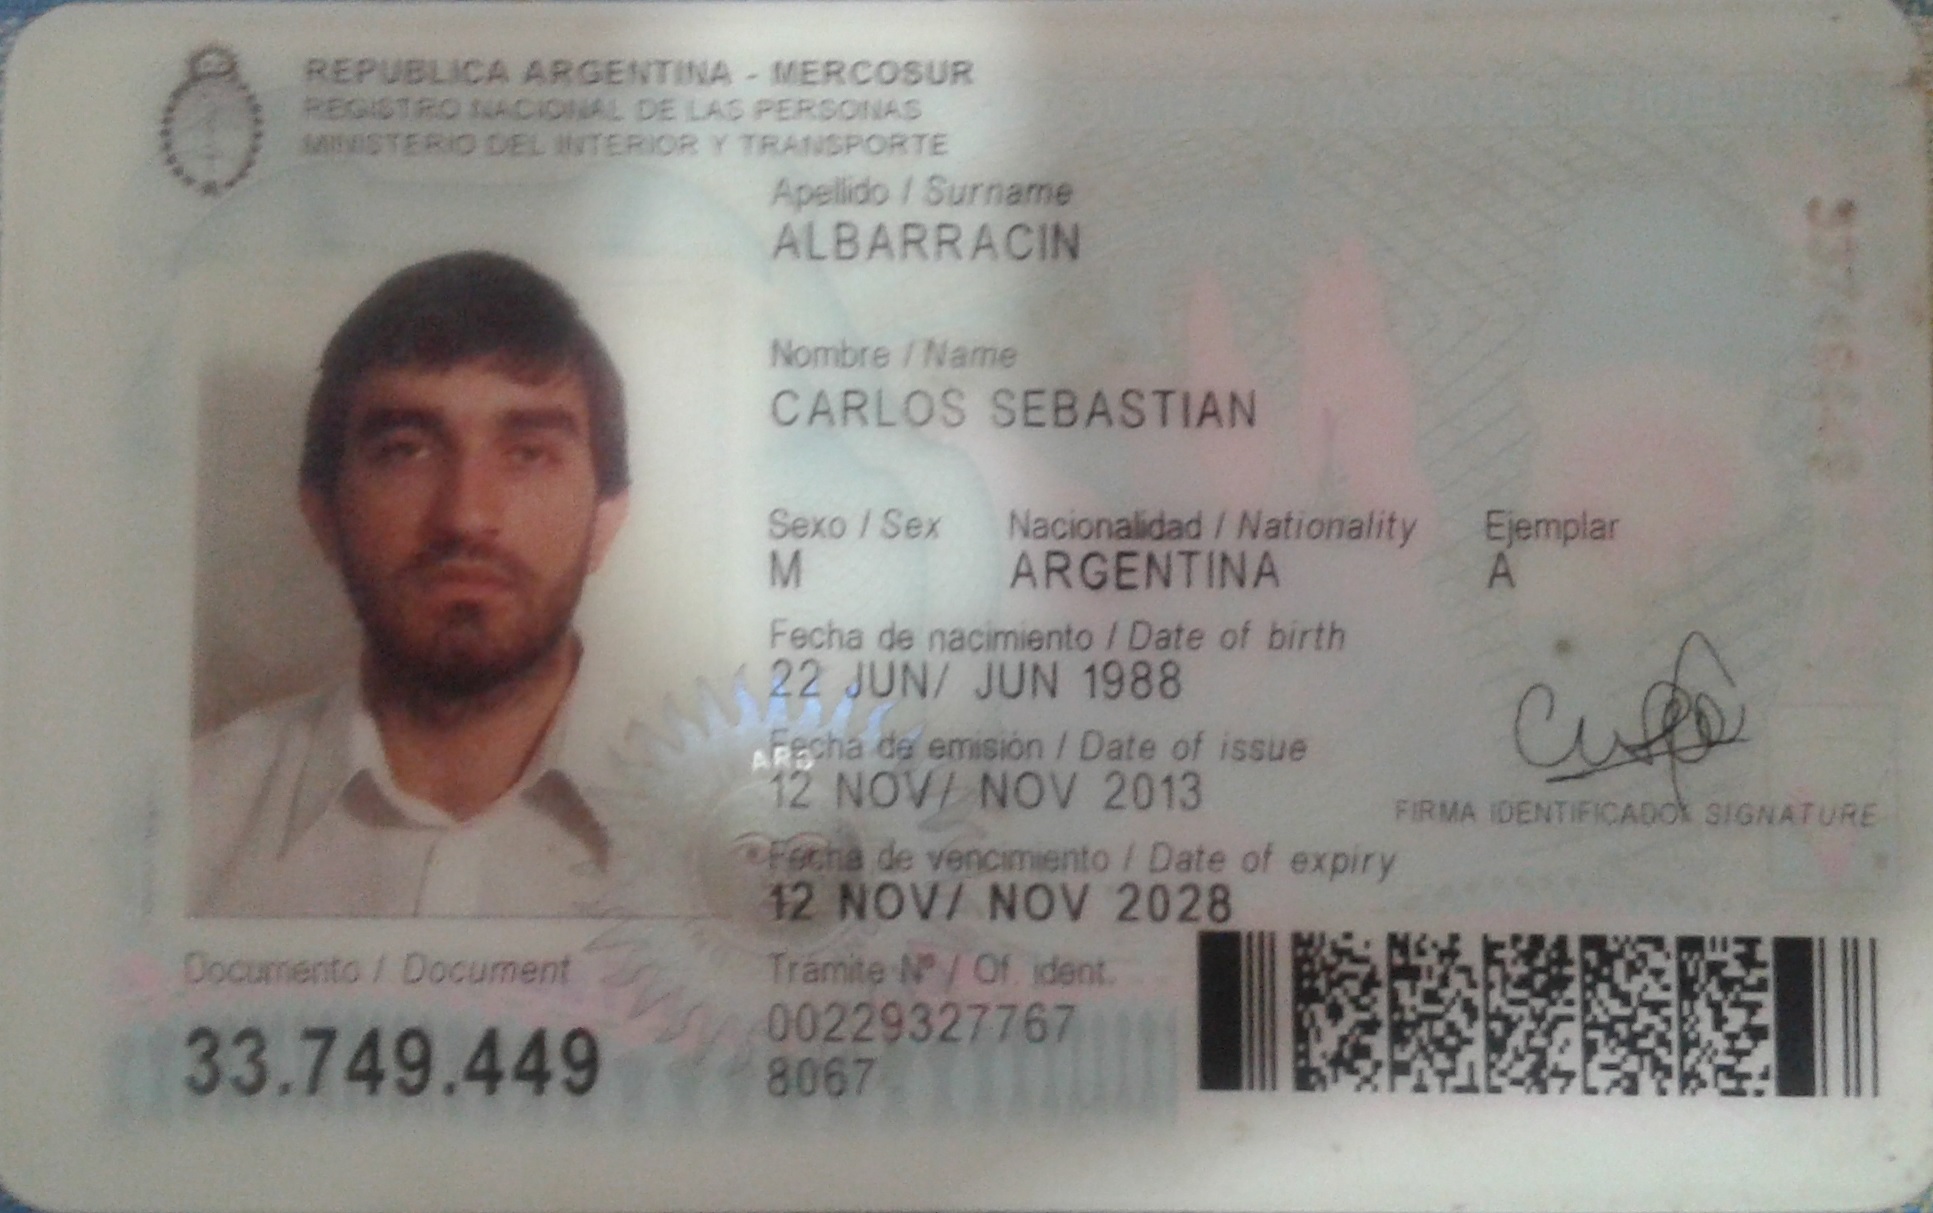 REPUBLICA ARGENTINA - MERCOSUR
REGISTRO NACIONAL DE LAS PERSONAS
MINISTERIO DEL INTERIOR Y TRANSPORTE
Apellido / Surname
ALBARRACIN
Nombre / Name
CARLOS SEBASTIAN
Sexo / Sex Nacionalidad / Nationality Ejemplar
M ARGENTINA A
Fecha de nacimiento / Date of birth
22 JUN/ JUN 1988
Fecha de emisión / Date of issue
ARG
12 NOV/ NOV 2013
FIRMA IDENTIFICADO/ SIGNATURE
Fecha de vencimiento / Date of expiry
12 NOV/ NOV 2028
Documento / Document
33.749.449
Trámite Nº / Of. ident.
00229327767
8067